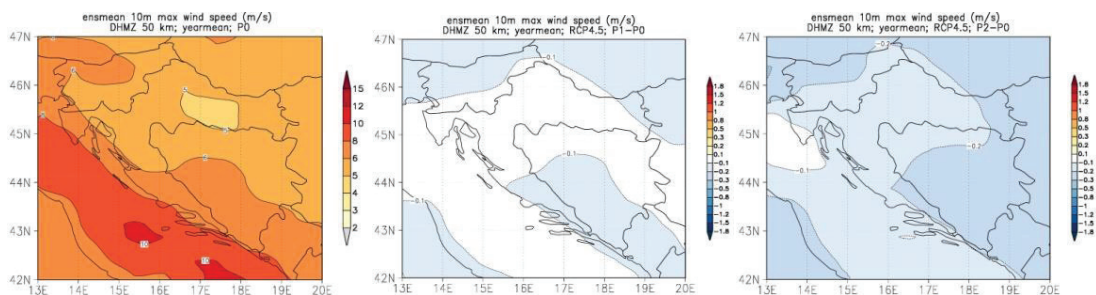 ensmean 10m max wind speed (m/s)
DHMZ 50 km; yearmean; P0
47N
46N
45N
44N
43N
42N
13E 14E 15E 16E 17E 18E 19E 20E
10
10
15
12
10
8
6
5
4
3
2
ensmean 10m max wind speed (m/s)
DHMZ 50 km; yearmean; RCP4.5; P1-P0
47N
46N
45N
44N
43N
42N
13E 14E 15E 16E 17E 18E 19E 20E
-0.1
-0.1
-0.1
1.8
1.5
1.2
1
0.8
0.5
0.3
0.2
0.1
-0.1
-0.2
-0.3
-0.5
-0.8
-1
-1.2
-1.5
-1.8
ensmean 10m max wind speed (m/s)
DHMZ 50 km; yearmean; RCP4.5; P2-P0
47N
46N
45N
44N
43N
42N
13E 14E 15E 16E 17E 18E 19E 20E
-0.2
-0.2
-0.1
1.8
1.5
1.2
1
0.8
0.5
0.3
0.2
0.1
-0.1
-0.2
-0.3
-0.5
-0.8
-1
-1.2
-1.5
-1.8